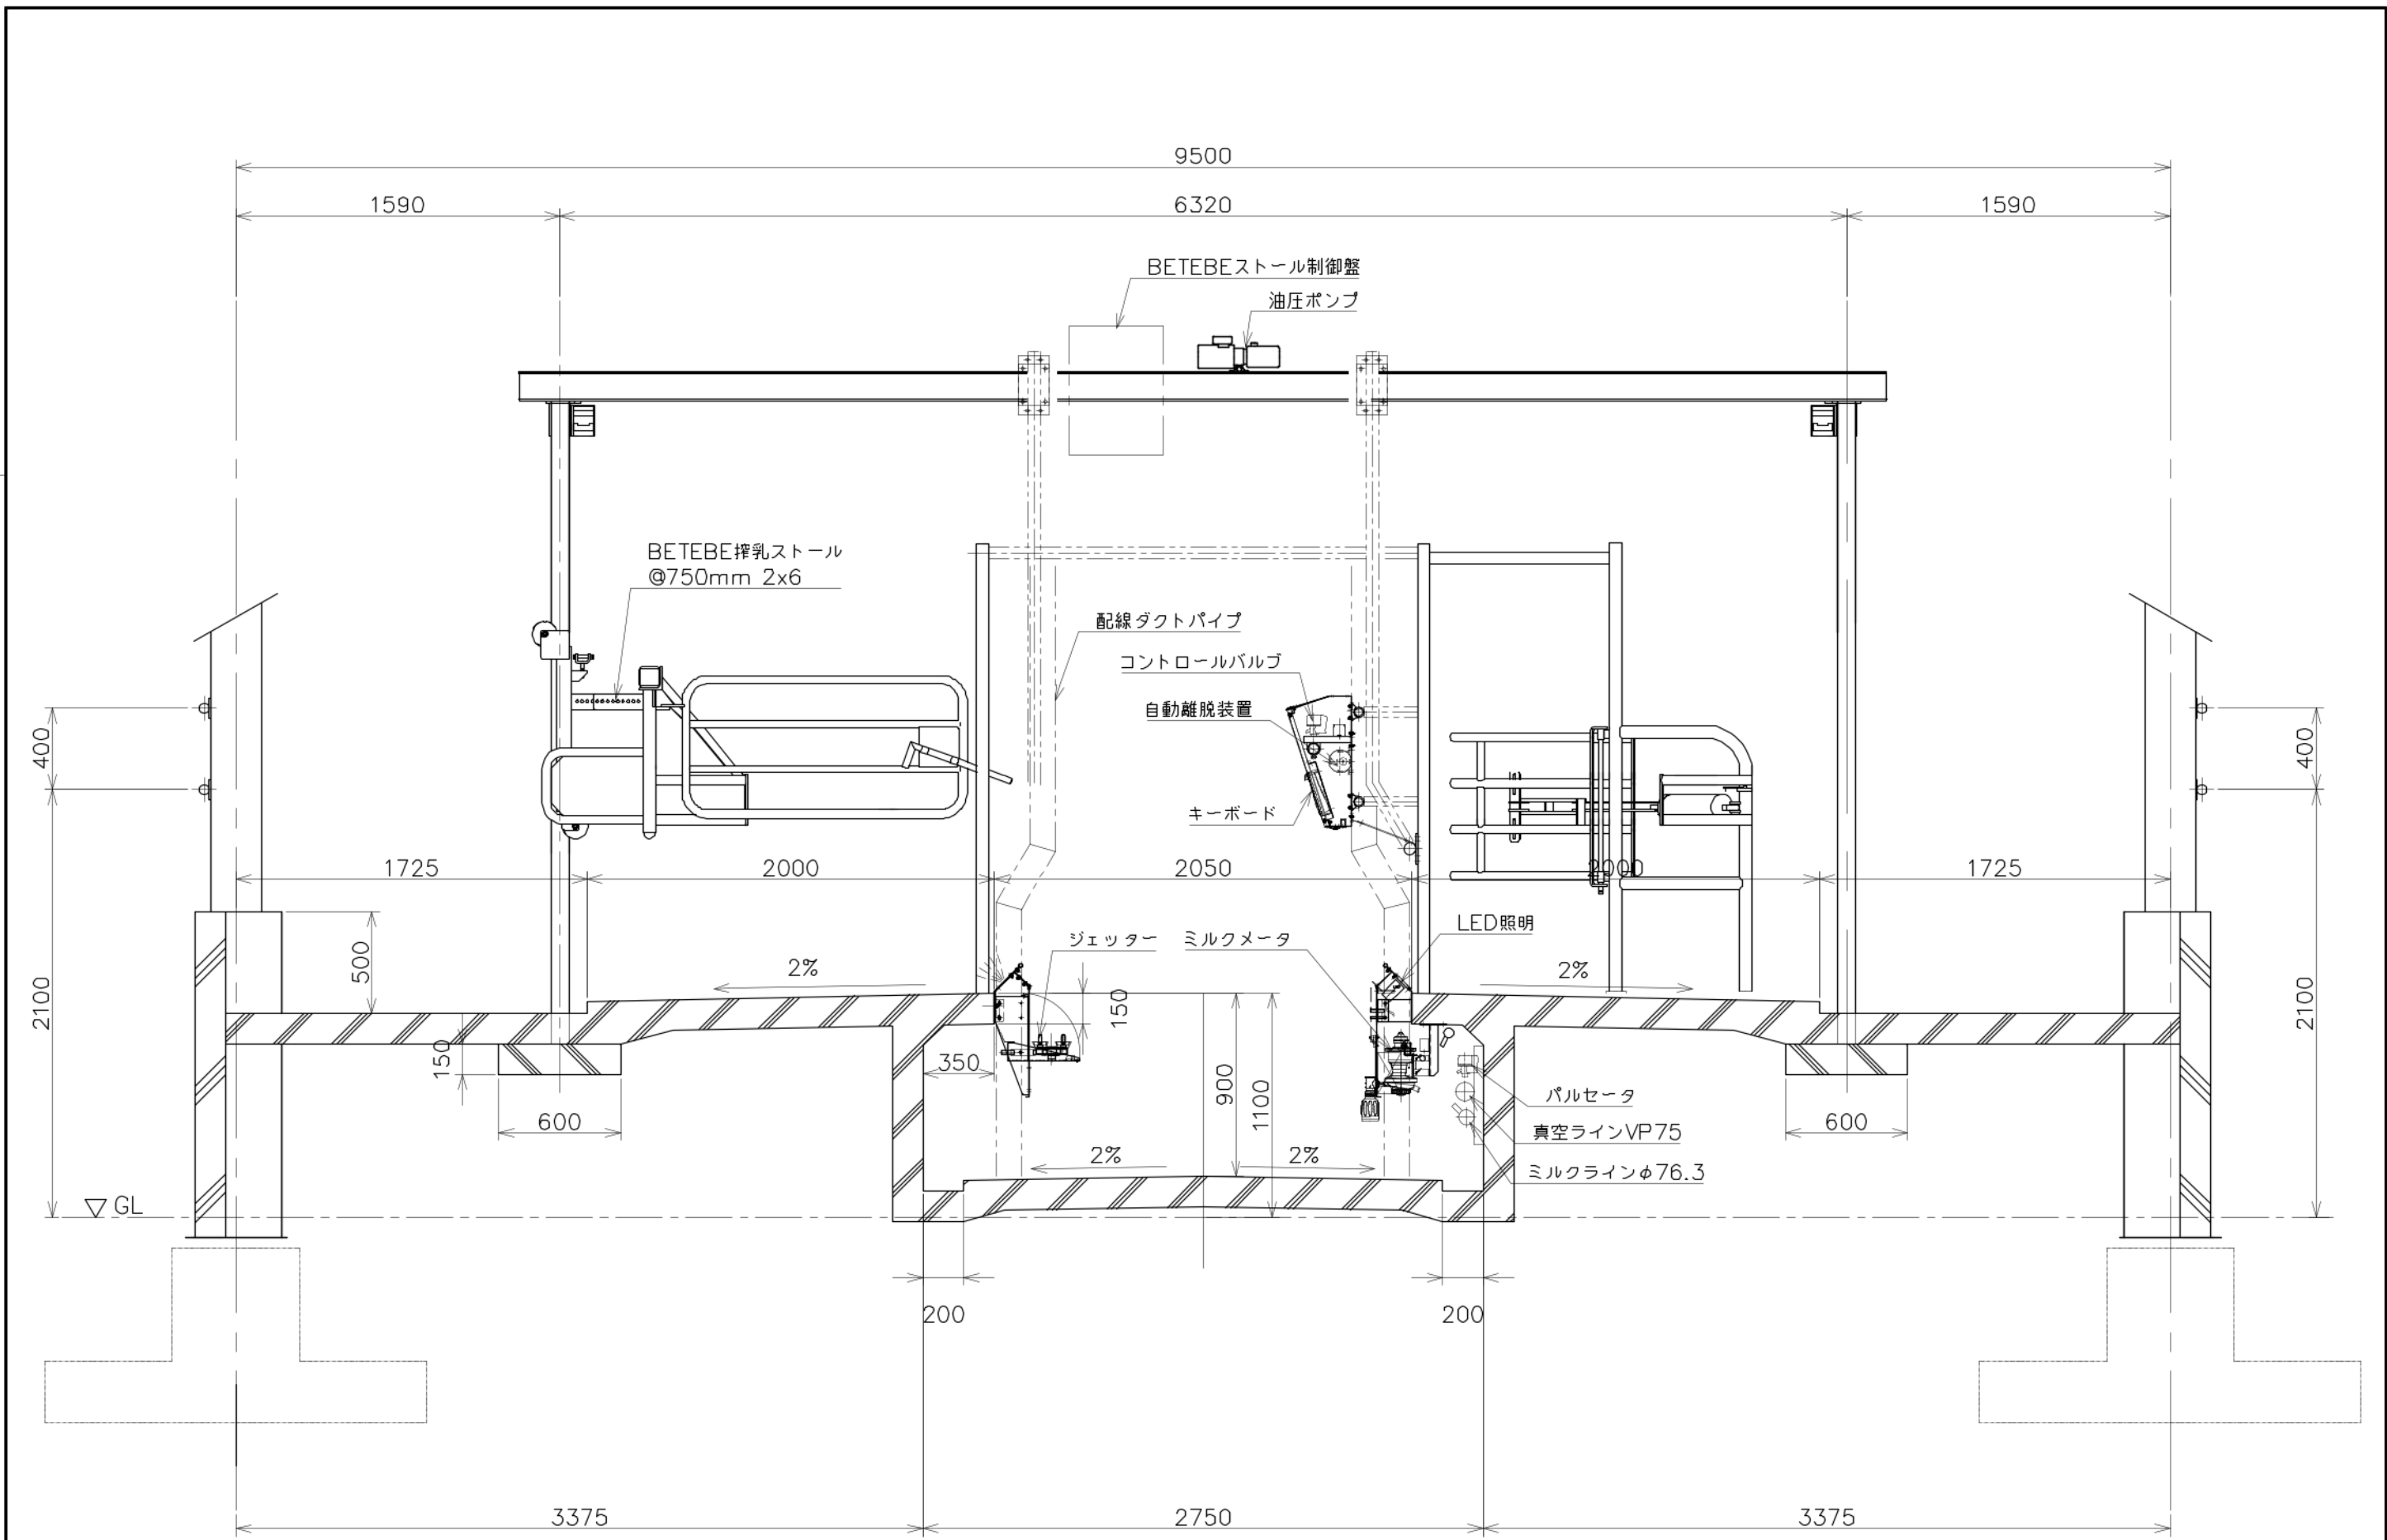 9500
1590
6320
1590
BETEBEストール制御盤
油圧ポンプ
BETEBE搾乳ストール
@750mm 2x6
配線ダクトパイプ
コントロールバルブ
自動離脱装置
キーボード
400
400
1725
2000
2050
2000
1725
500
2%
ジェッター
ミルクメータ
LED照明
2%
150
2100
2100
150
350
900
1100
600
600
パルセータ
真空ラインVP75
ミルクラインφ76.3
2%
2%
▽ GL
200
200
3375
2750
3375